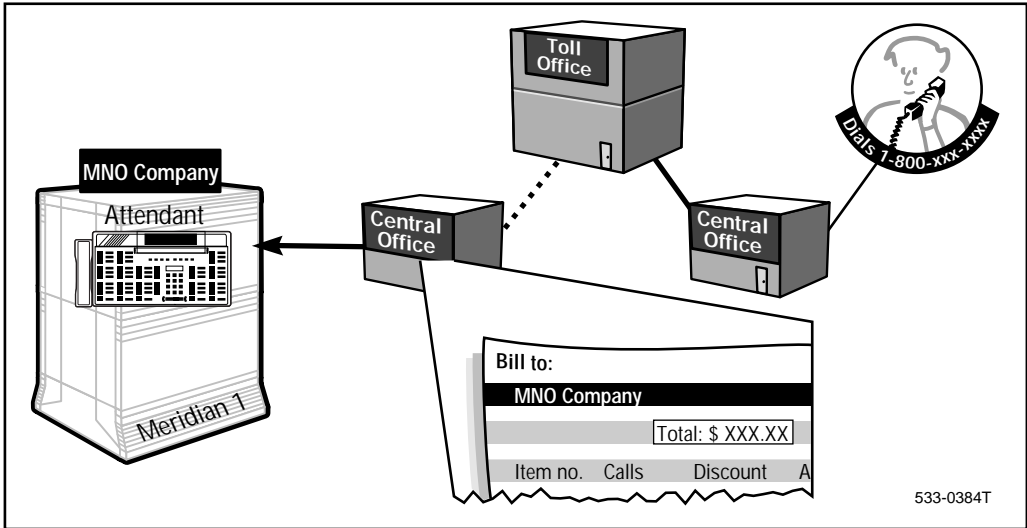 Toll
Office
Dials 1-800-xxx-xxxx
MNO Company
Attendant
Central
Office
Central
Office
Meridian 1
Bill to:
MNO Company
Total: $ XXX.XX
Item no. Calls Discount A
533-0384T